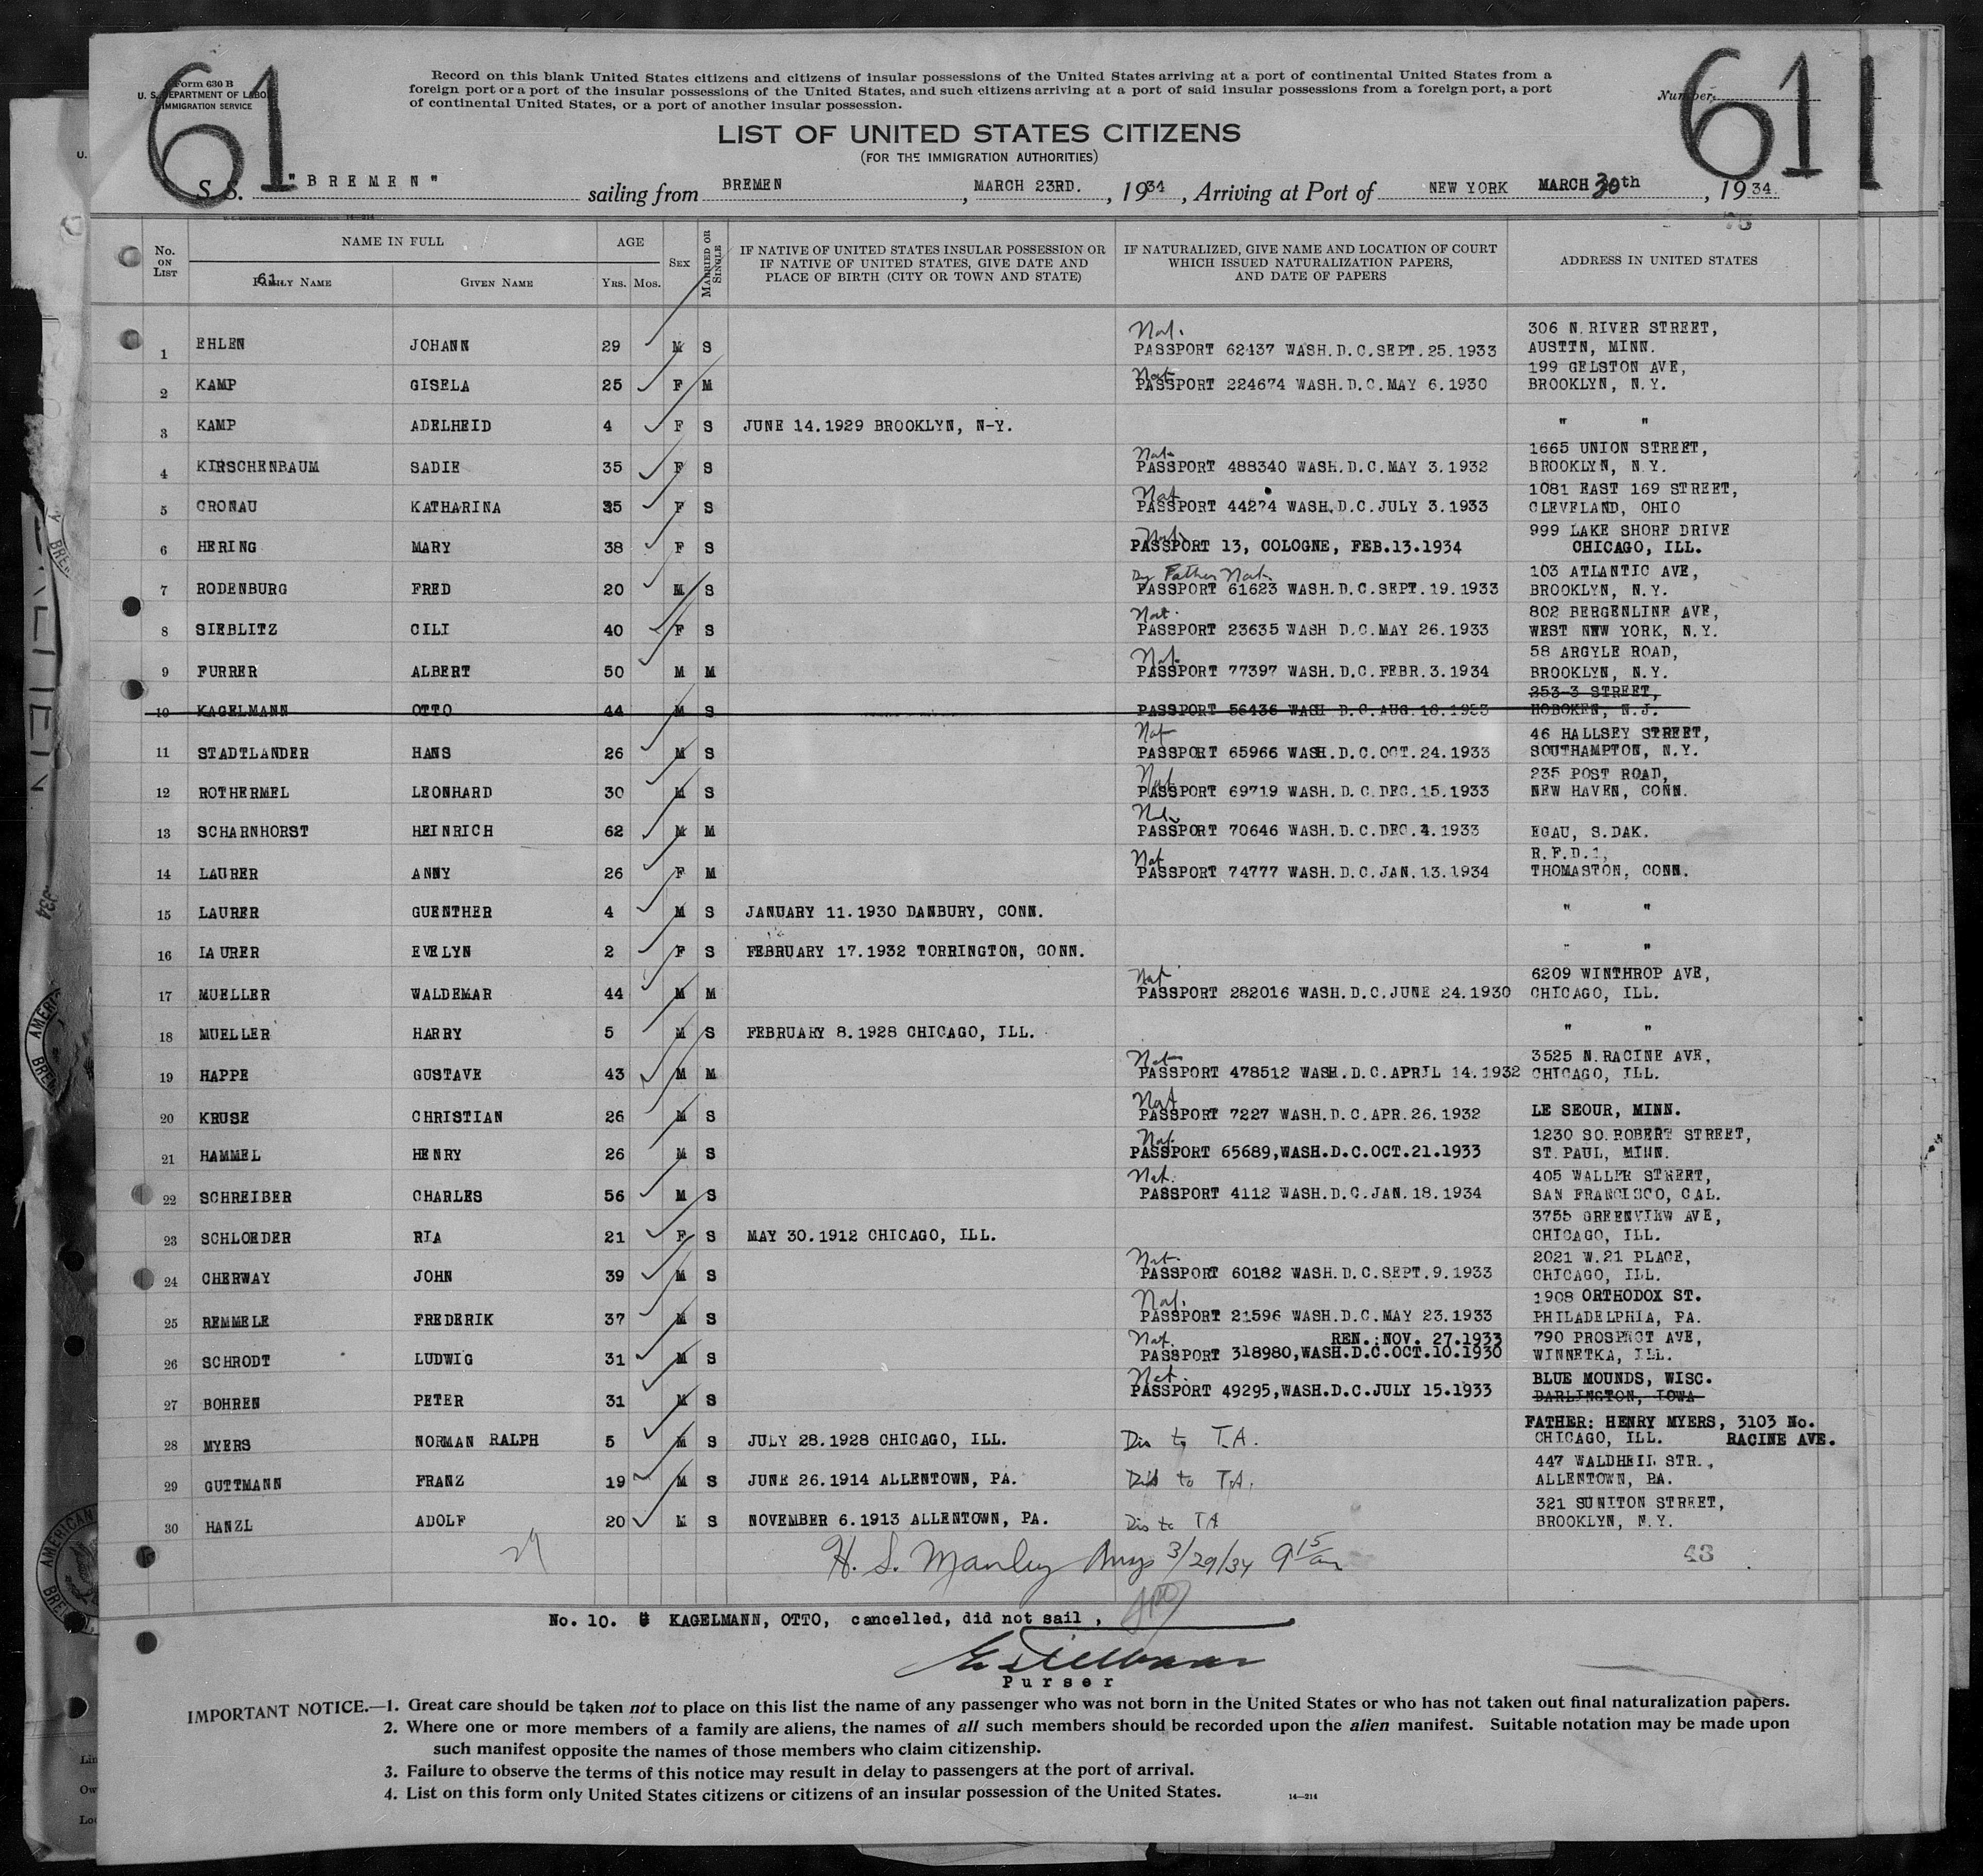 61
611
Form 630 B
U. S. DEPARTMENT OF LABOR
IMMIGRATION SERVICE
Record on this blank United States citizens and citizens of insular possessions of the United States arriving at a port of continental United States from a
foreign port or a port of the insular possessions of the United States, and such citizens arriving at a port of said insular possessions from a foreign port, a port
of continental United States, or a port of another insular possession.
Number
LIST OF UNITED STATES CITIZENS
(FOR THE IMMIGRATION AUTHORITIES)
S. S. "BREMEN" sailing from BREMEN, MARCH 23RD., 1934, Arriving at Port of NEW YORK MARCH 30th, 1934.
No. ON LIST
NAME IN FULL
61
FAMILY NAME
GIVEN NAME
AGE
YRS. MOS.
SEX
MARRIED OR SINGLE
IF NATIVE OF UNITED STATES INSULAR POSSESSION OR
IF NATIVE OF UNITED STATES, GIVE DATE AND
PLACE OF BIRTH (CITY OR TOWN AND STATE)
IF NATURALIZED, GIVE NAME AND LOCATION OF COURT
WHICH ISSUED NATURALIZATION PAPERS,
AND DATE OF PAPERS
ADDRESS IN UNITED STATES
Nat. 306 N. RIVER STREET,
1 EHLEN JOHANN 29 M S PASSPORT 62437 WASH.D.C.SEPT.25.1933 AUSTIN, MINN.
Nat 199 GELSTON AVE,
2 KAMP GISELA 25 F M PASSPORT 224674 WASH.D.C.MAY 6.1930 BROOKLYN, N.Y.
3 KAMP ADELHEID 4 F S JUNE 14.1929 BROOKLYN, N-Y. " "
Nat. 1665 UNION STREET,
4 KIRSCHENBAUM SADIE 35 F S PASSPORT 488340 WASH.D.C.MAY 3.1932 BROOKLYN, N.Y.
Nat 1081 EAST 169 STREET,
5 CRONAU KATHARINA 35 F S PASSPORT 44274 WASH.D.C.JULY 3.1933 CLEVELAND, OHIO
Nat. 999 LAKE SHORE DRIVE
6 HERING MARY 38 F S PASSPORT 13, COLOGNE, FEB.13.1934 CHICAGO, ILL.
By Father Nat. 103 ATLANTIC AVE,
7 RODENBURG FRED 20 M S PASSPORT 61623 WASH.D.C.SEPT.19.1933 BROOKLYN, N.Y.
Nat. 802 BERGENLINE AVE,
8 SIEBLITZ CILI 40 F S PASSPORT 23635 WASH D.C.MAY 26.1933 WEST NEW YORK, N.Y.
Nat. 58 ARGYLE ROAD,
9 FURRER ALBERT 50 M M PASSPORT 77397 WASH.D.C.FEBR.3.1934 BROOKLYN, N.Y.
253-3 STREET,
10 KAGELMANN OTTO 44 M S PASSPORT 56436 WASH D.C.AUG.16.1933 HOBOKEN, N.J.
Nat 46 HALLSEY STREET,
11 STADTLANDER HANS 26 M S PASSPORT 65966 WASH.D.C.OCT.24.1933 SOUTHAMPTON, N.Y.
Nat 235 POST ROAD,
12 ROTHERMEL LEONHARD 30 M S PASSPORT 69719 WASH.D.C.DEC.15.1933 NEW HAVEN, CONN.
Nat.
13 SCHARNHORST HEINRICH 62 M M PASSPORT 70646 WASH.D.C.DEC.4.1933 EGAU, S.DAK.
Nat R.F.D.1,
14 LAURER ANNY 26 F M PASSPORT 74777 WASH.D.C.JAN.13.1934 THOMASTON, CONN.
15 LAURER GUENTHER 4 M S JANUARY 11.1930 DANBURY, CONN. " "
16 LAURER EVELYN 2 F S FEBRUARY 17.1932 TORRINGTON, CONN. " "
Nat 6209 WINTHROP AVE,
17 MUELLER WALDEMAR 44 M M PASSPORT 282016 WASH.D.C.JUNE 24.1930 CHICAGO, ILL.
18 MUELLER HARRY 5 M S FEBRUARY 8.1928 CHICAGO, ILL. " "
Nat 3525 N.RACINE AVE,
19 HAPPE GUSTAVE 43 M M PASSPORT 478512 WASH.D.C.APRIL 14.1932 CHICAGO, ILL.
Nat
20 KRUSE CHRISTIAN 26 M S PASSPORT 7227 WASH.D.C.APR.26.1932 LE SEOUR, MINN.
Nat. 1230 SO.ROBERT STREET,
21 HAMMEL HENRY 26 M S PASSPORT 65689,WASH.D.C.OCT.21.1933 ST.PAUL, MINN.
Nat. 405 WALLER STREET,
22 SCHREIBER CHARLES 56 M S PASSPORT 4112 WASH.D.C.JAN.18.1934 SAN FRANCISCO, CAL.
3755 GREENVIEW AVE,
23 SCHLOEDER RIA 21 F S MAY 30.1912 CHICAGO, ILL. CHICAGO, ILL.
Nat. 2021 W.21 PLACE,
24 CHERWAY JOHN 39 M S PASSPORT 60182 WASH.D.C.SEPT.9.1933 CHICAGO, ILL.
Nat. 1908 ORTHODOX ST.
25 REMMELE FREDERIK 37 M S PASSPORT 21596 WASH.D.C.MAY 23.1933 PHILADELPHIA, PA.
Nat. REN.:NOV. 27.1933 790 PROSPECT AVE,
26 SCHRODT LUDWIG 31 M S PASSPORT 318980,WASH.D.C.OCT.10.1930 WINNETKA, ILL.
Nat. BLUE MOUNDS, WISC.
27 BOHREN PETER 31 M S PASSPORT 49295,WASH.D.C.JULY 15.1933 DARLINGTON, IOWA
FATHER: HENRY MYERS, 3103 No.
28 MYERS NORMAN RALPH 5 M S JULY 28.1928 CHICAGO, ILL. Dis to T.A. CHICAGO, ILL. RACINE AVE.
447 WALDHEIL STR.,
29 GUTTMANN FRANZ 19 M S JUNE 26.1914 ALLENTOWN, PA. Dis to T.A. ALLENTOWN, PA.
321 SUNITON STREET,
30 HANZL ADOLF 20 M S NOVEMBER 6.1913 ALLENTOWN, PA. Dis to TA BROOKLYN, N.Y.
H. S. Manley 3/29/34 9 15 am
43
No. 10. KAGELMANN, OTTO, cancelled, did not sail ,
Purser
IMPORTANT NOTICE.—1. Great care should be taken not to place on this list the name of any passenger who was not born in the United States or who has not taken out final naturalization papers.
2. Where one or more members of a family are aliens, the names of all such members should be recorded upon the alien manifest. Suitable notation may be made upon
such manifest opposite the names of those members who claim citizenship.
3. Failure to observe the terms of this notice may result in delay to passengers at the port of arrival.
4. List on this form only United States citizens or citizens of an insular possession of the United States.
14—214